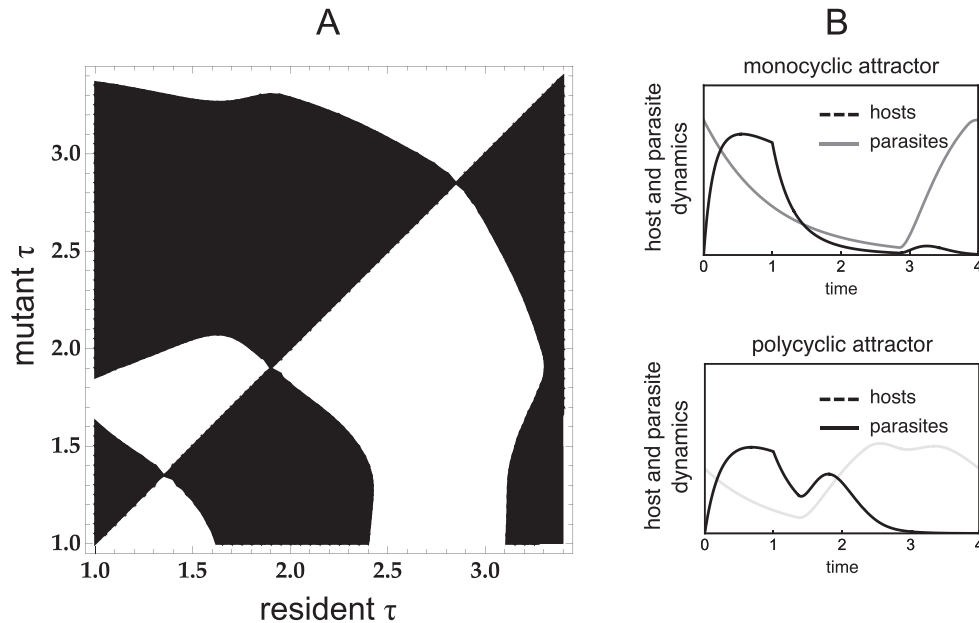 A
mutant τ
3.0
2.5
2.0
1.5
1.0
1.0 1.5 2.0 2.5 3.0
resident τ
B
monocyclic attractor
host and parasite
dynamics
hosts
parasites
0 1 2 3 4
time
polycyclic attractor
host and parasite
dynamics
hosts
parasites
0 1 2 3 4
time